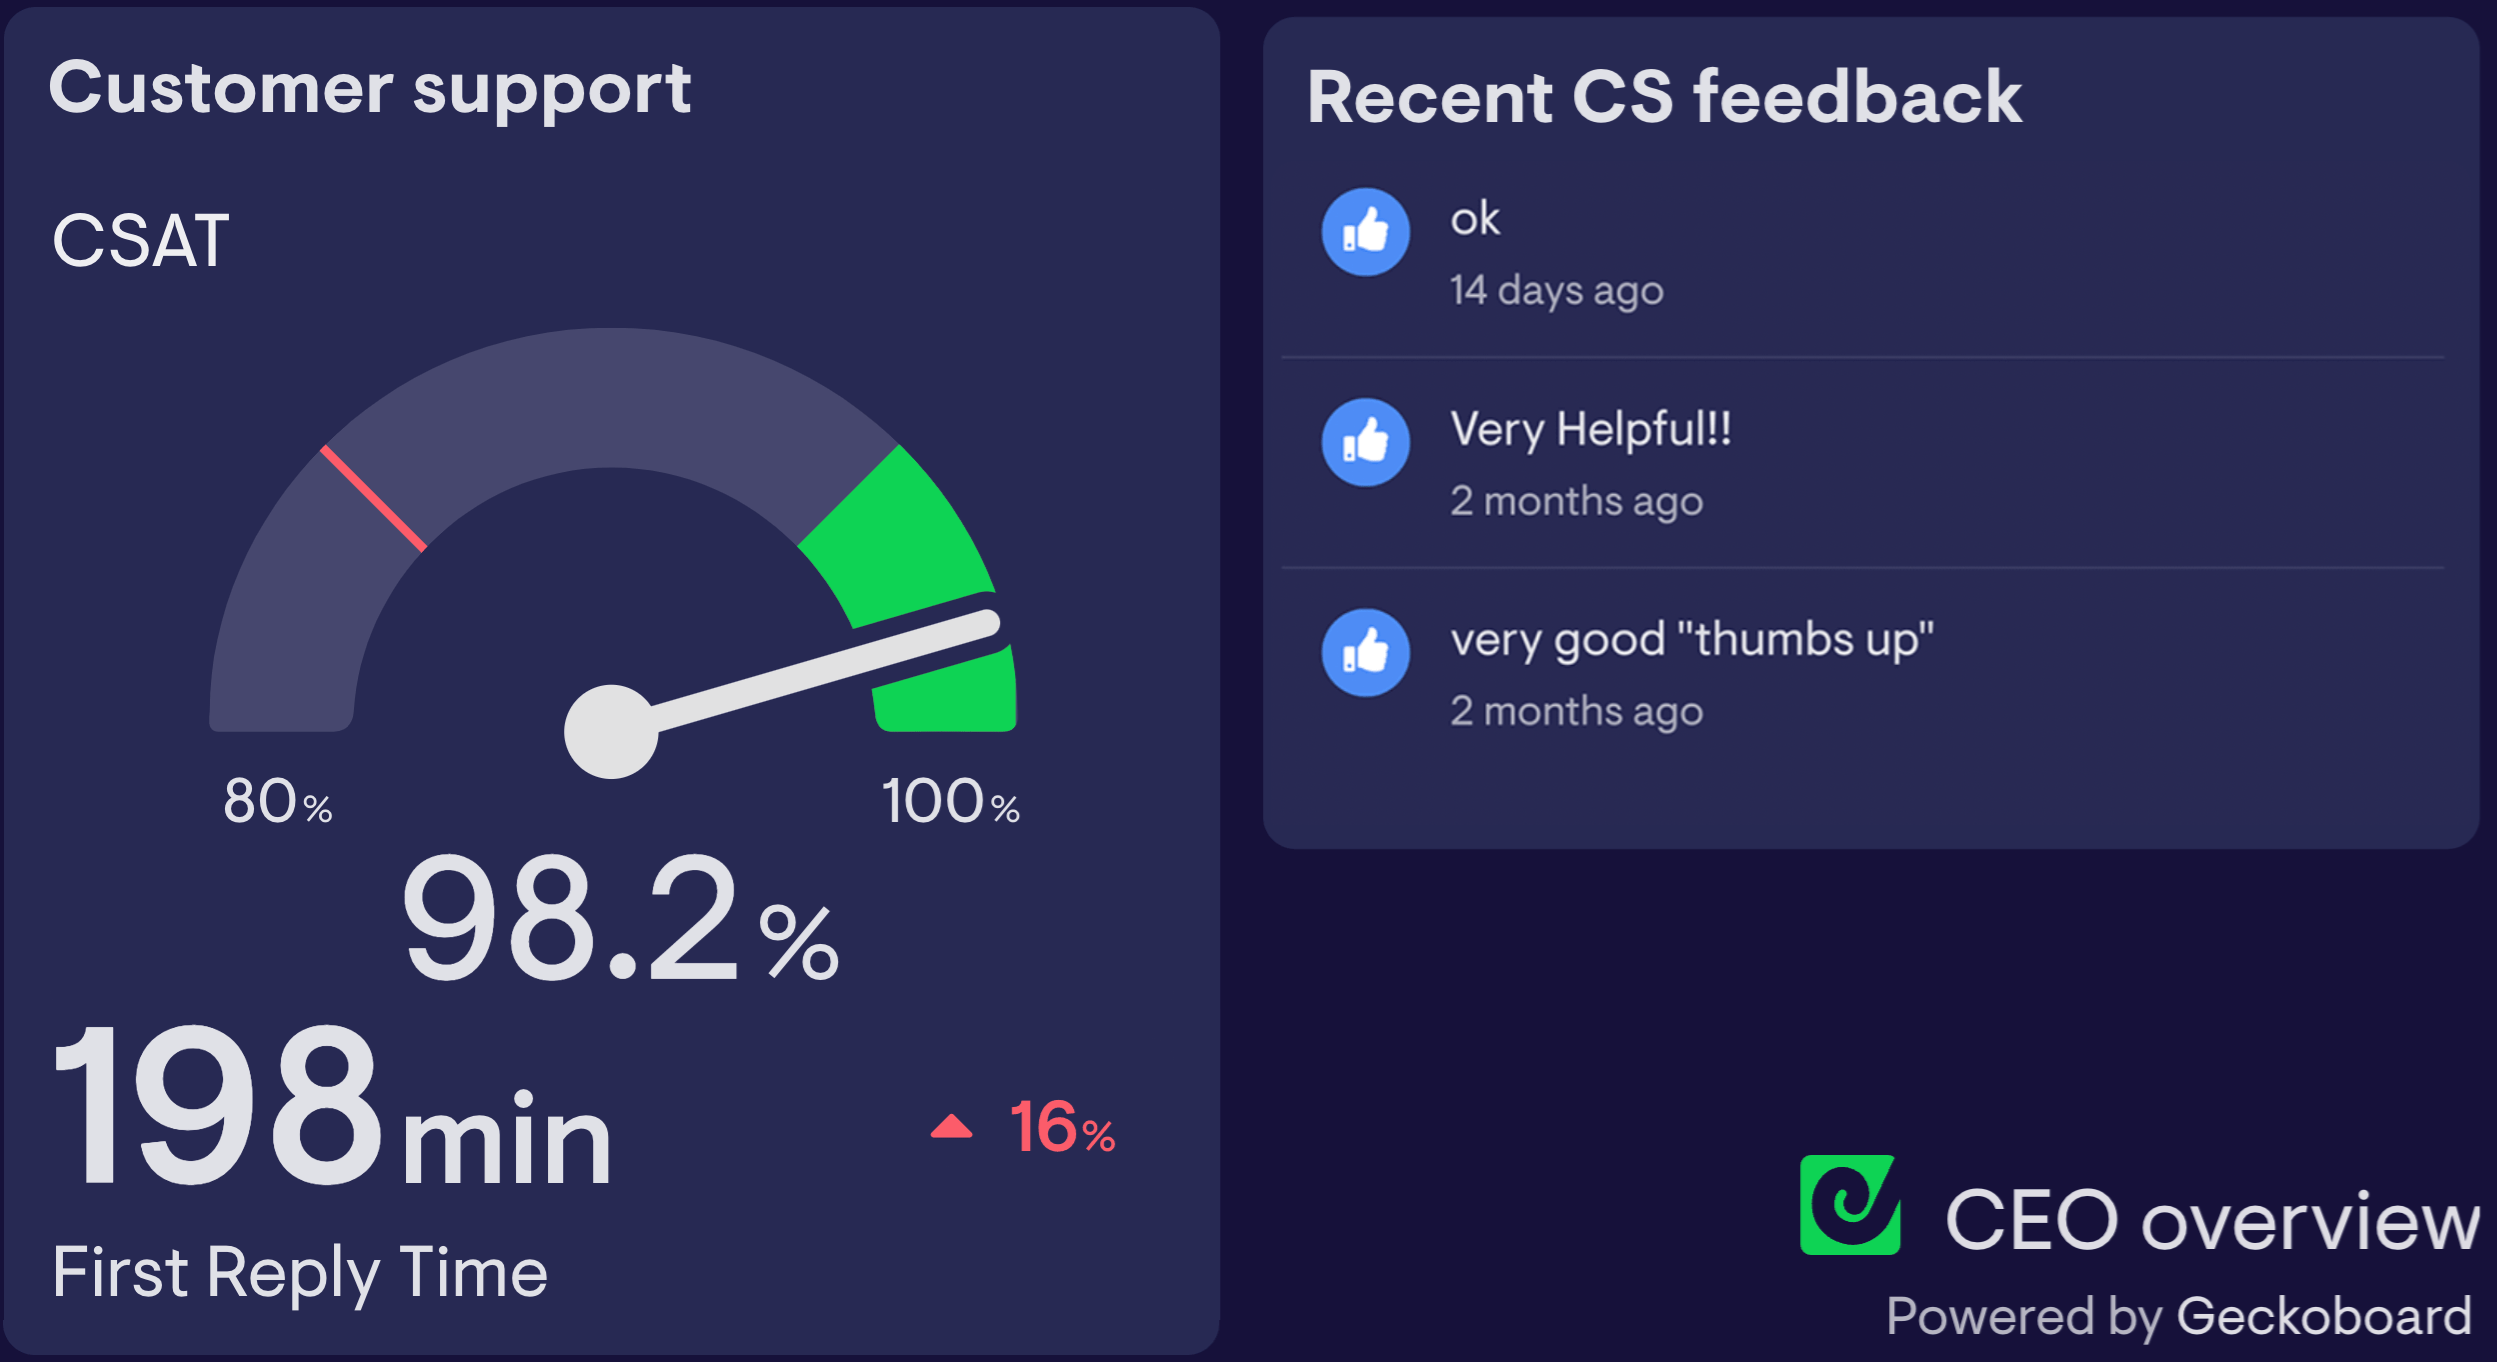 Customer support
CSAT
80%
100%
98.2%
198min
16%
First Reply Time
Recent CS feedback
ok
14 days ago
Very Helpful!!
2 months ago
very good "thumbs up"
2 months ago
CEO overview
Powered by Geckoboard